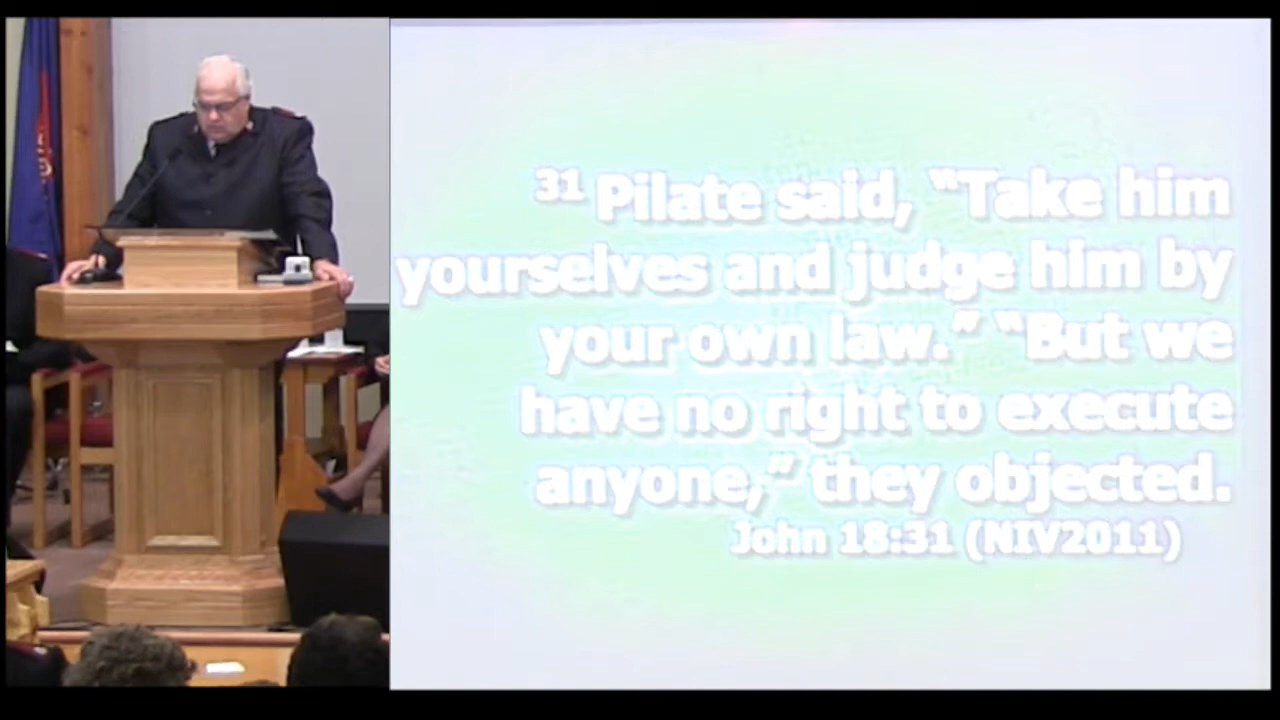 31 Pilate said, “Take him
yourselves and judge him by
your own law.” “But we
have no right to execute
anyone,” they objected.
John 18:31 (NIV2011)